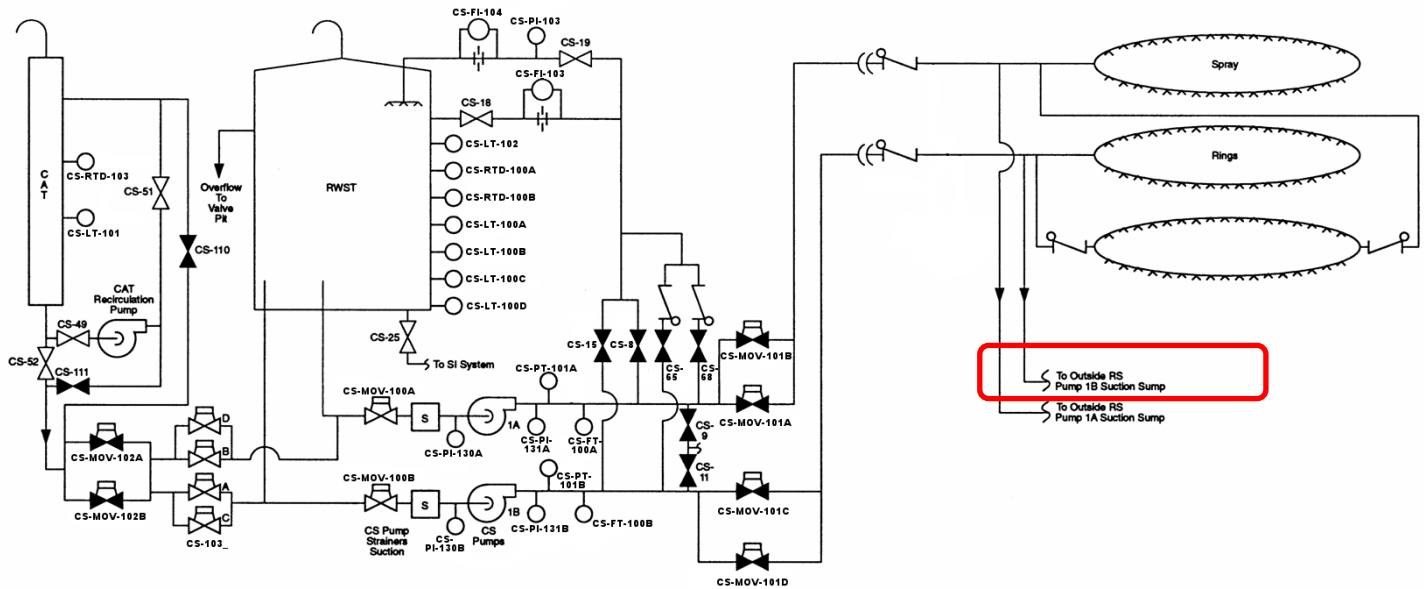 CS-FI-104
CS-PI-103
CS-19
CS-FI-103
CS-18
CS-LT-102
CS-RTD-100A
CS-RTD-100B
CS-LT-100A
CS-LT-100B
CS-LT-100C
CS-LT-100D
RWST
Overflow
To
Valve
Pit
C
A
T
CS-RTD-103
CS-LT-101
CS-51
CS-110
CAT
Recirculation
Pump
CS-49
CS-52
CS-111
CS-25
To SI System
CS-15
CS-8
CS-
65
CS-
68
CS-MOV-101B
CS-MOV-101A
CS-PT-101A
CS-MOV-100A
S
1A
CS-PI-130A
CS-PI-
131A
CS-FT-
100A
CS-
9
CS-
11
D
B
A
C
CS-MOV-102A
CS-MOV-102B
CS-103_
CS-MOV-100B
S
1B
CS-PT-
101B
CS Pump
Strainers
Suction
CS-
PI-130B
CS
Pumps
CS-PI-131B
CS-FT-100B
CS-MOV-101C
CS-MOV-101D
Spray
Rings
To Outside RS
Pump 1B Suction Sump
To Outside RS
Pump 1A Suction Sump